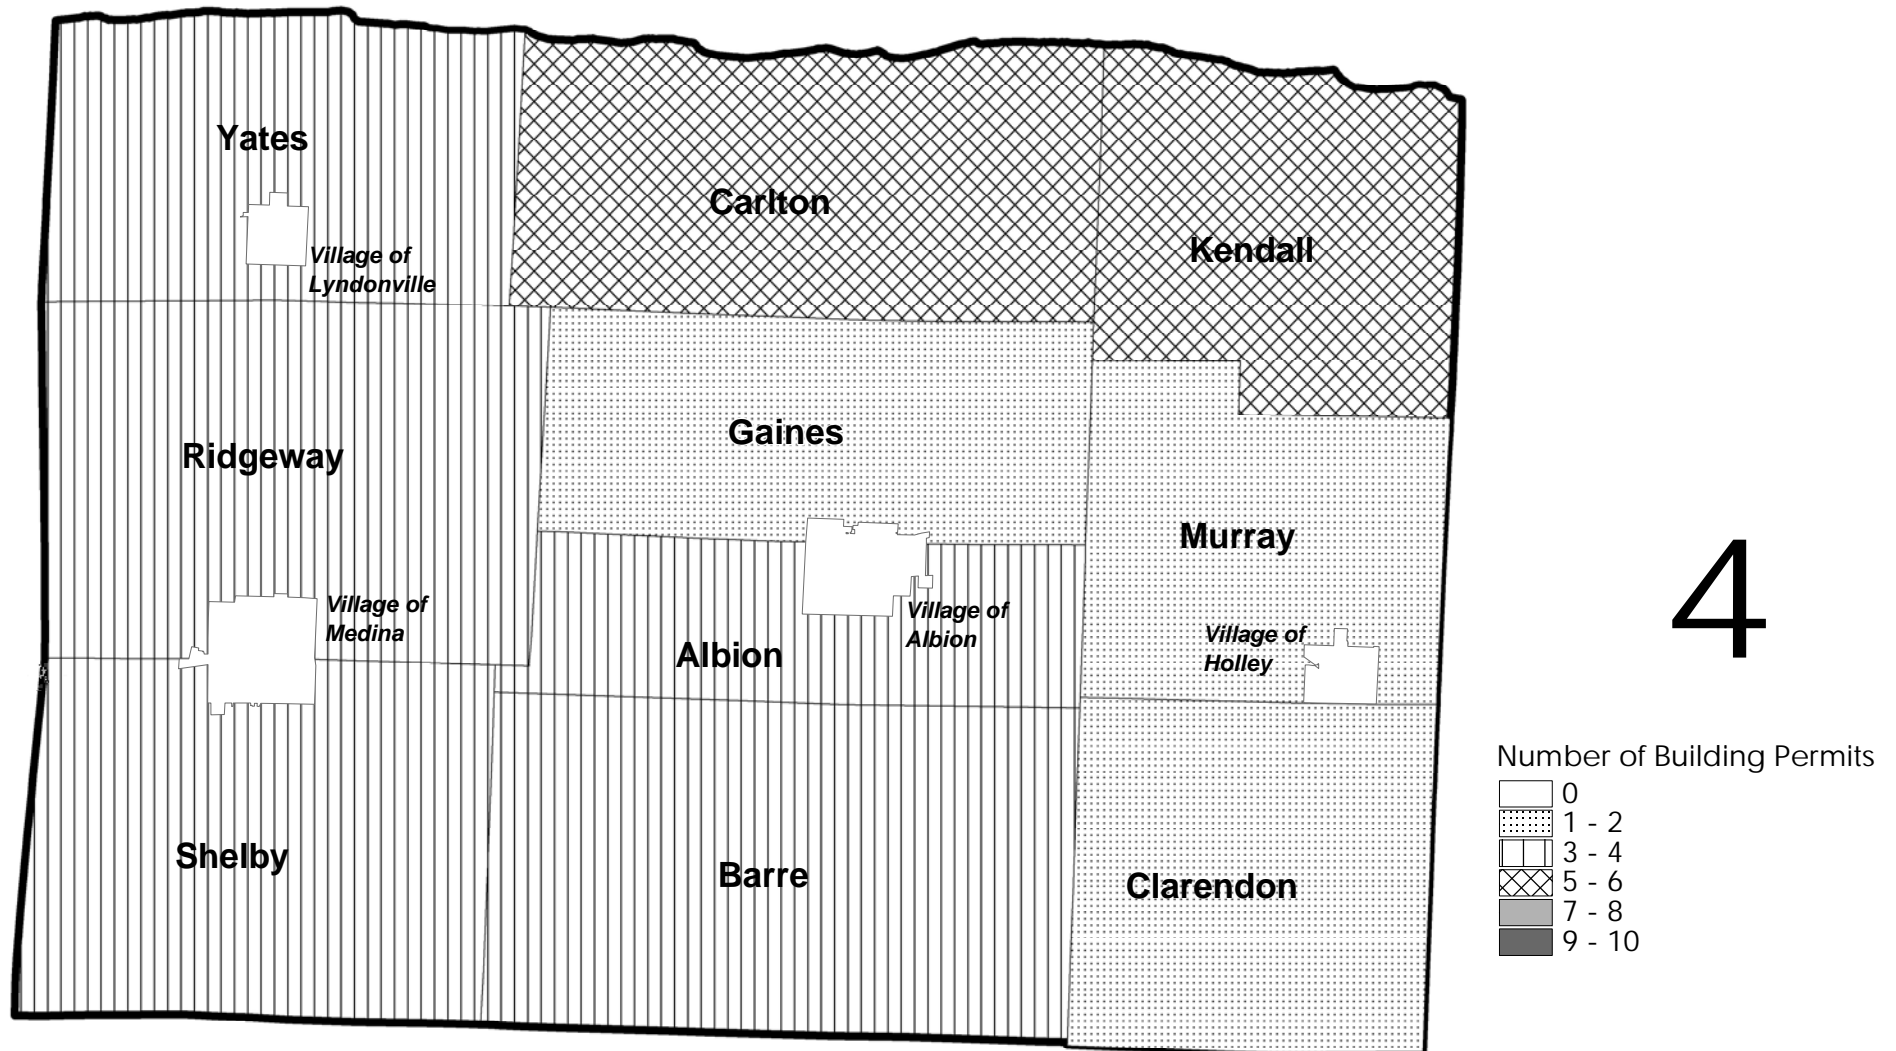 Yates
Carlton
Kendall
Village of
Lyndonville
Gaines
Ridgeway
Murray
Village of
Medina
Village of
Albion
Albion
Village of
Holley
Shelby
Barre
Clarendon
4
Number of Building Permits
0
1 - 2
3 - 4
5 - 6
7 - 8
9 - 10